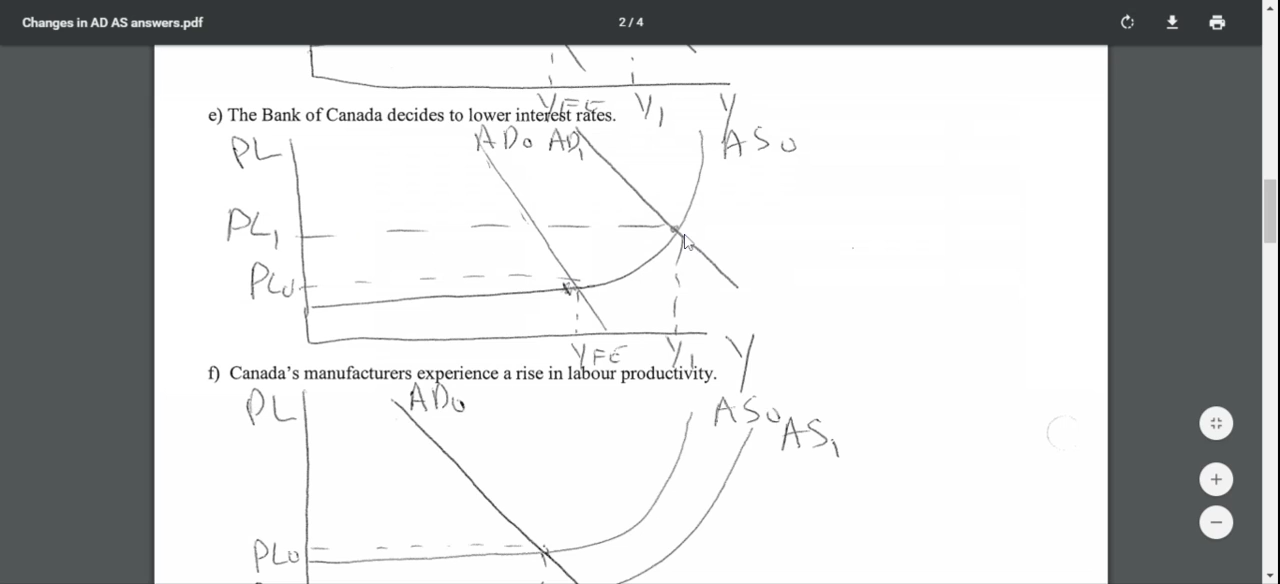 Changes in AD AS answers.pdf
2 / 4
YFE Y1 Y
e) The Bank of Canada decides to lower interest rates.
PL AD0 AD1 AS0
PL1
PL0
YFE Y1 Y
f) Canada's manufacturers experience a rise in labour productivity.
PL AD0 AS0 AS1
PL0